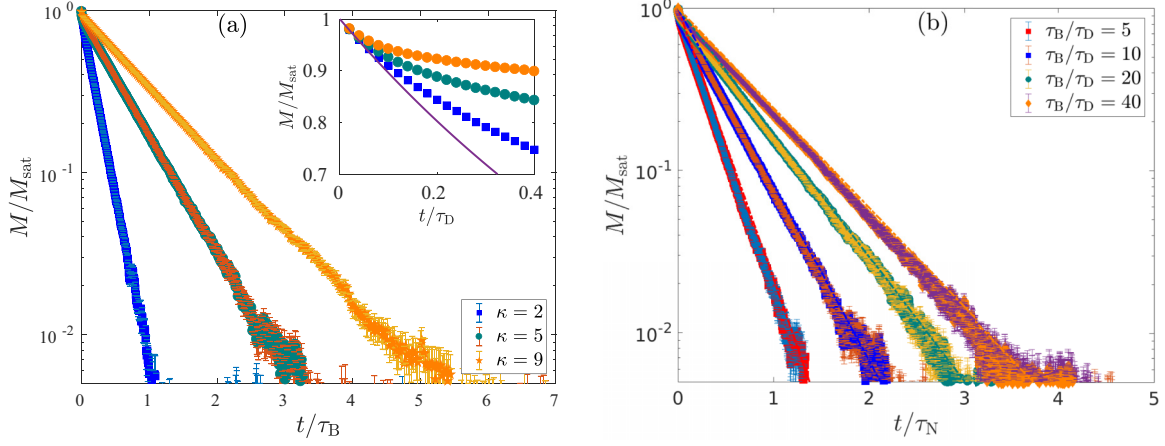 (a)
10^0
10^-1
10^-2
M/M_sat
0 1 2 3 4 5 6 7
t/τ_B
κ = 2
κ = 5
κ = 9
1
0.9
0.8
0.7
M/M_sat
0 0.2 0.4
t/τ_D
(b)
10^0
10^-1
10^-2
M/M_sat
0 1 2 3 4 5
t/τ_N
τ_B/τ_D = 5
τ_B/τ_D = 10
τ_B/τ_D = 20
τ_B/τ_D = 40